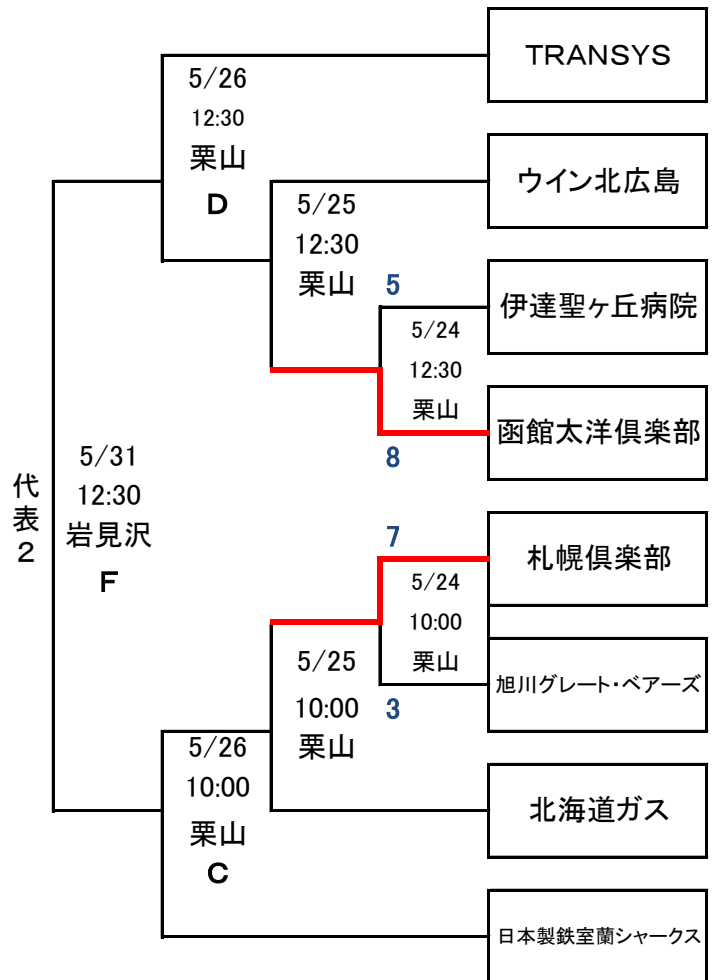 TRANSYS
5/26
12:30
栗山
D
ウイン北広島
5/25
12:30
栗山
5
伊達聖ヶ丘病院
5/24
12:30
栗山
函館太洋倶楽部
8
代表2
5/31
12:30
岩見沢
F
7
札幌倶楽部
5/24
10:00
栗山
旭川グレート・ベアーズ
3
5/25
10:00
栗山
5/26
10:00
栗山
C
北海道ガス
日本製鉄室蘭シャークス